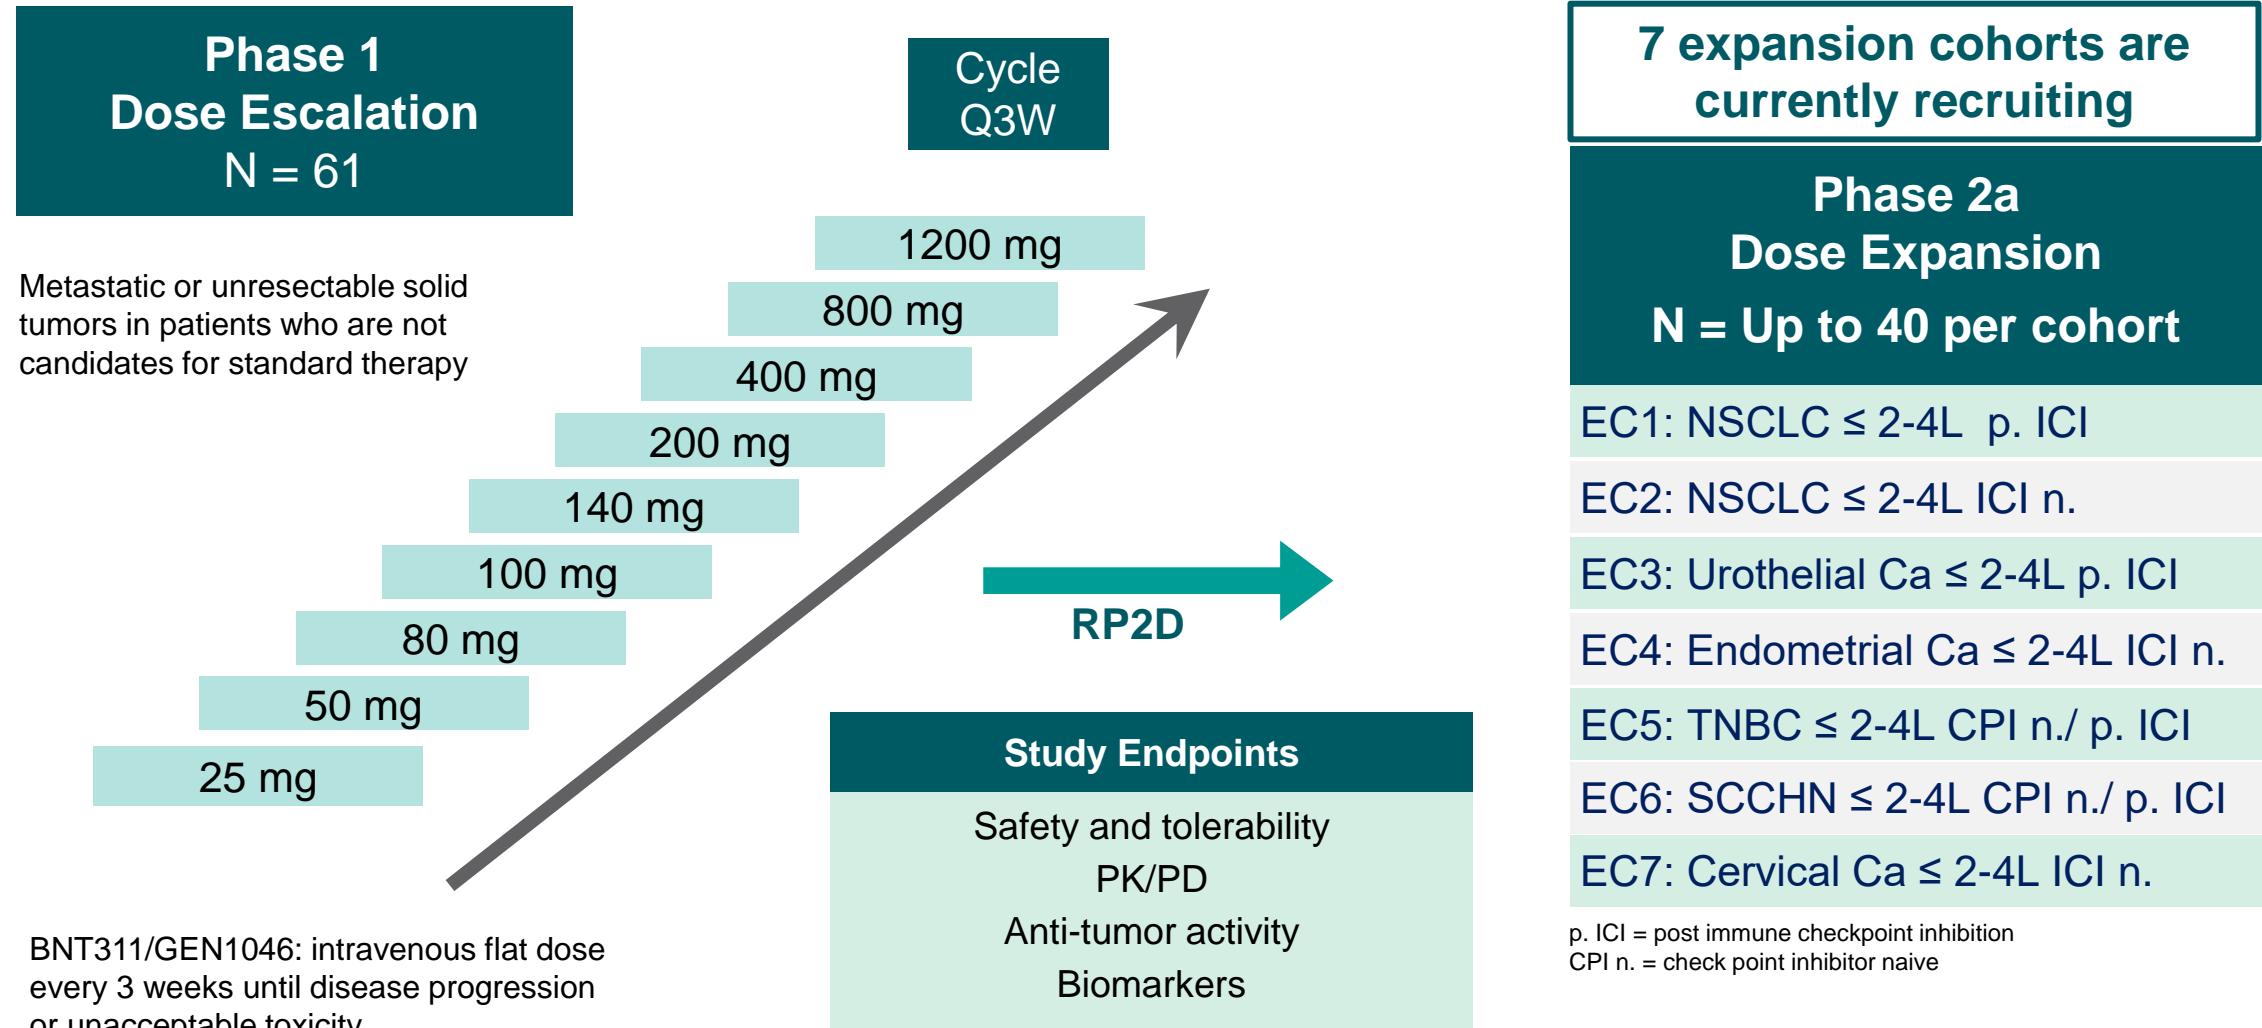 Phase 1
Dose Escalation
N = 61
Metastatic or unresectable solid
tumors in patients who are not
candidates for standard therapy
Cycle
Q3W
1200 mg
800 mg
400 mg
200 mg
140 mg
100 mg
80 mg
50 mg
25 mg
BNT311/GEN1046: intravenous flat dose
every 3 weeks until disease progression
or unacceptable toxicity
RP2D
Study Endpoints
Safety and tolerability
PK/PD
Anti-tumor activity
Biomarkers
7 expansion cohorts are
currently recruiting
Phase 2a
Dose Expansion
N = Up to 40 per cohort
EC1: NSCLC ≤ 2-4L  p. ICI
EC2: NSCLC ≤ 2-4L ICI n.
EC3: Urothelial Ca ≤ 2-4L p. ICI
EC4: Endometrial Ca ≤ 2-4L ICI n.
EC5: TNBC ≤ 2-4L CPI n./ p. ICI
EC6: SCCHN ≤ 2-4L CPI n./ p. ICI
EC7: Cervical Ca ≤ 2-4L ICI n.
p. ICI = post immune checkpoint inhibition
CPI n. = check point inhibitor naive